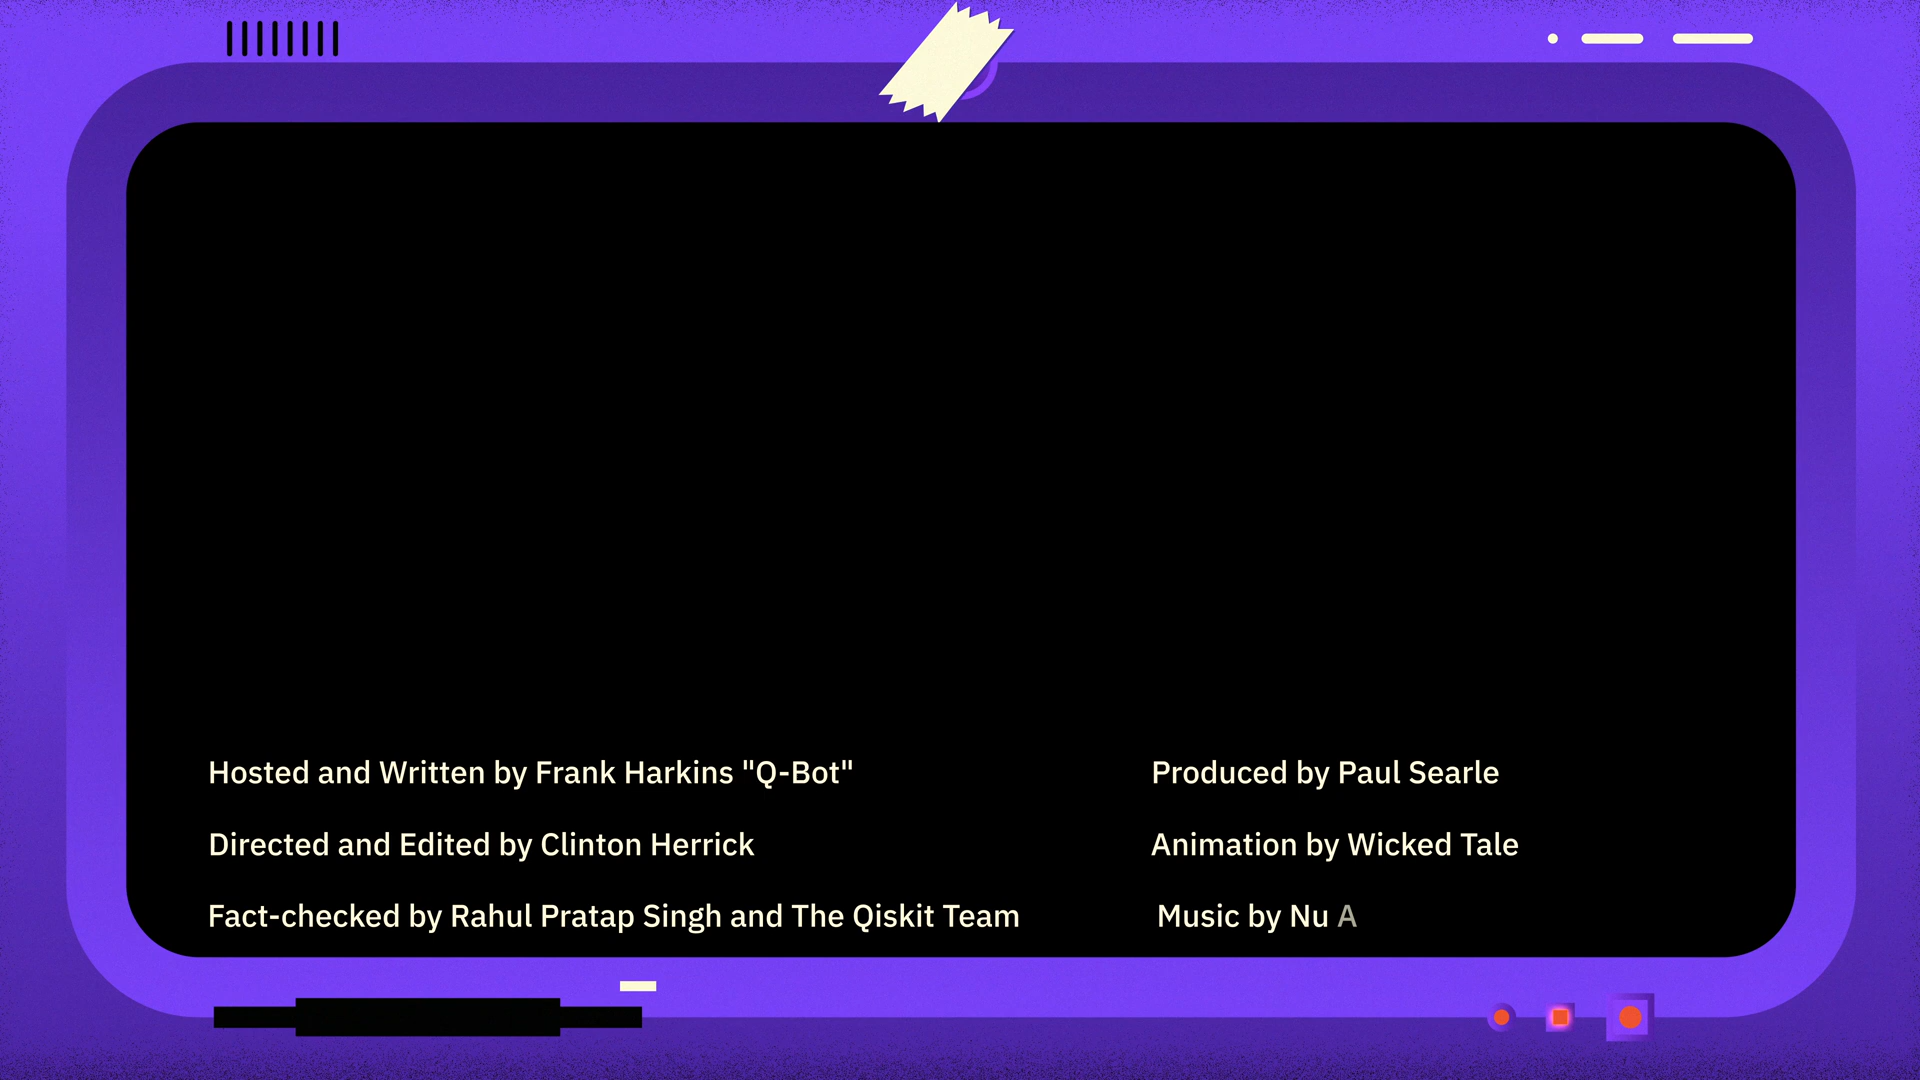 Hosted and Written by Frank Harkins "Q-Bot"
Directed and Edited by Clinton Herrick
Fact-checked by Rahul Pratap Singh and The Qiskit Team
Produced by Paul Searle
Animation by Wicked Tale
Music by Nu A